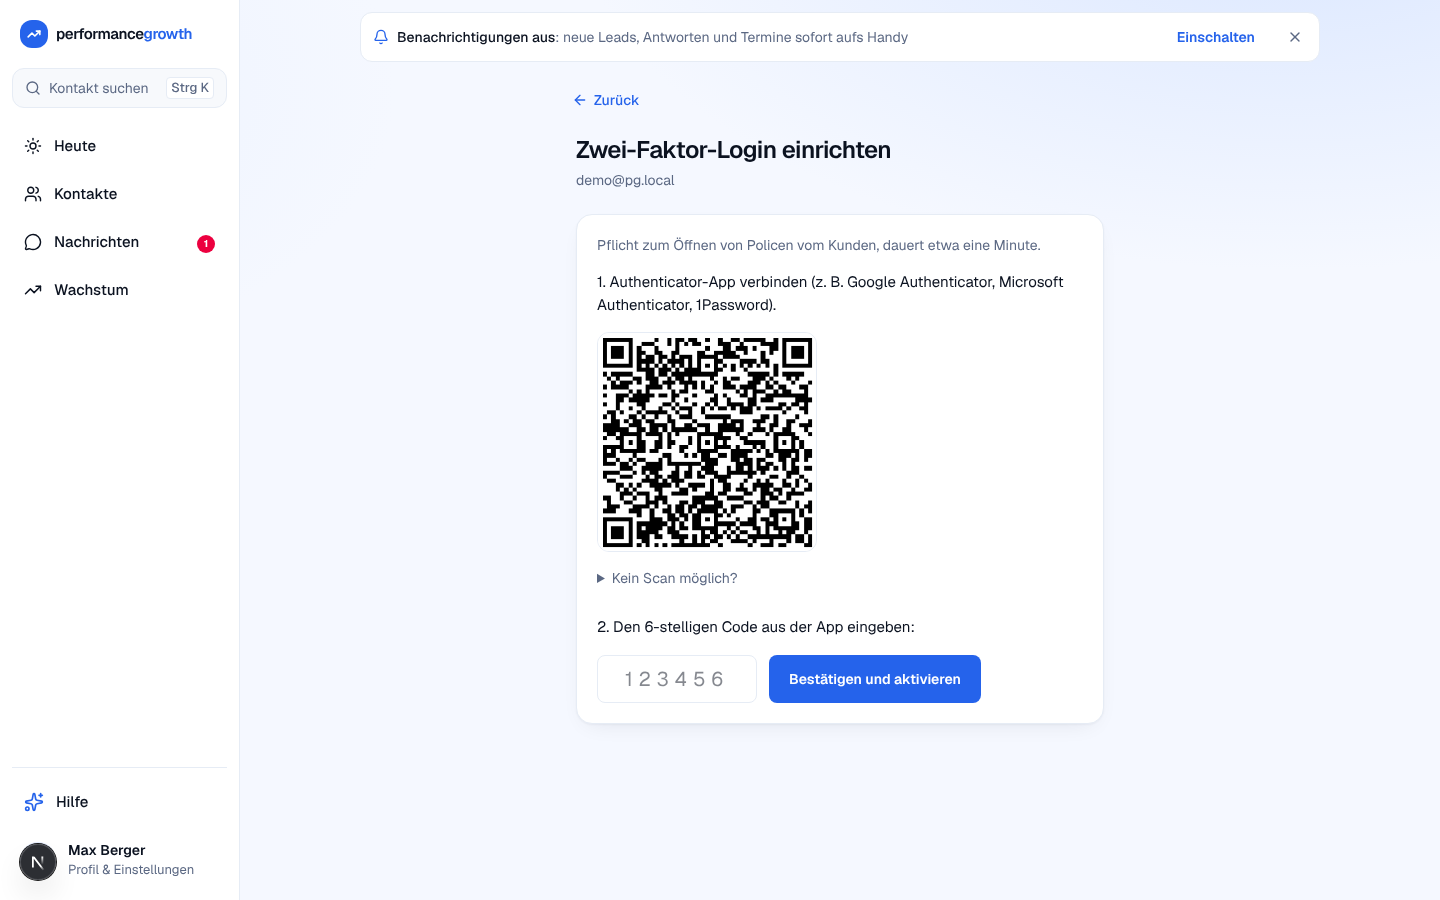 performancegrowth
Kontakt suchen Strg K
Heute
Kontakte
Nachrichten 1
Wachstum
Hilfe
N
Max Berger
Profil & Einstellungen
Benachrichtigungen aus: neue Leads, Antworten und Termine sofort aufs Handy Einschalten
Zurück
Zwei-Faktor-Login einrichten
demo@pg.local
Pflicht zum Öffnen von Policen vom Kunden, dauert etwa eine Minute.
1. Authenticator-App verbinden (z. B. Google Authenticator, Microsoft
Authenticator, 1Password).
Kein Scan möglich?
2. Den 6-stelligen Code aus der App eingeben:
123456 Bestätigen und aktivieren